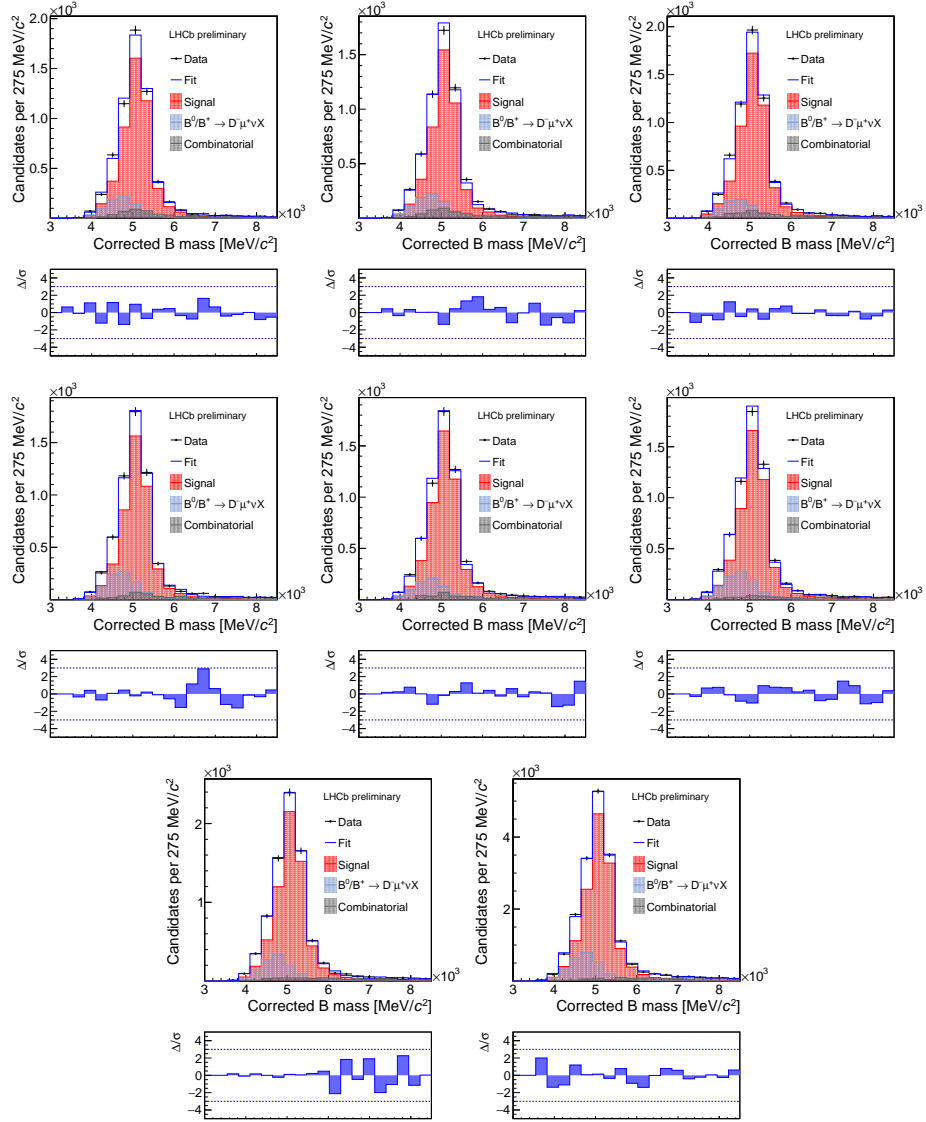 ×10³
Candidates per 275 MeV/c²
2.0
1.5
1
0.5
LHCb preliminary
Data
Fit
Signal
B⁰/B⁺ → D⁻μ⁺νX
Combinatorial
3 4 5 6 7 8 ×10³
Corrected B mass [MeV/c²]
Δ/σ
4
2
0
−2
−4
×10³
Candidates per 275 MeV/c²
1.5
1
0.5
LHCb preliminary
Data
Fit
Signal
B⁰/B⁺ → D⁻μ⁺νX
Combinatorial
3 4 5 6 7 8 ×10³
Corrected B mass [MeV/c²]
Δ/σ
4
2
0
−2
−4
×10³
Candidates per 275 MeV/c²
2.0
1.5
1
0.5
LHCb preliminary
Data
Fit
Signal
B⁰/B⁺ → D⁻μ⁺νX
Combinatorial
3 4 5 6 7 8 ×10³
Corrected B mass [MeV/c²]
Δ/σ
4
2
0
−2
−4
×10³
Candidates per 275 MeV/c²
1.5
1
0.5
LHCb preliminary
Data
Fit
Signal
B⁰/B⁺ → D⁻μ⁺νX
Combinatorial
3 4 5 6 7 8 ×10³
Corrected B mass [MeV/c²]
Δ/σ
4
2
0
−2
−4
×10³
Candidates per 275 MeV/c²
1.5
1
0.5
LHCb preliminary
Data
Fit
Signal
B⁰/B⁺ → D⁻μ⁺νX
Combinatorial
3 4 5 6 7 8 ×10³
Corrected B mass [MeV/c²]
Δ/σ
4
2
0
−2
−4
×10³
Candidates per 275 MeV/c²
1.5
1
0.5
LHCb preliminary
Data
Fit
Signal
B⁰/B⁺ → D⁻μ⁺νX
Combinatorial
3 4 5 6 7 8 ×10³
Corrected B mass [MeV/c²]
Δ/σ
4
2
0
−2
−4
×10³
Candidates per 275 MeV/c²
2
1
LHCb preliminary
Data
Fit
Signal
B⁰/B⁺ → D⁻μ⁺νX
Combinatorial
3 4 5 6 7 8 ×10³
Corrected B mass [MeV/c²]
Δ/σ
4
2
0
−2
−4
×10³
Candidates per 275 MeV/c²
4
2
LHCb preliminary
Data
Fit
Signal
B⁰/B⁺ → D⁻μ⁺νX
Combinatorial
3 4 5 6 7 8 ×10³
Corrected B mass [MeV/c²]
Δ/σ
4
2
0
−2
−4